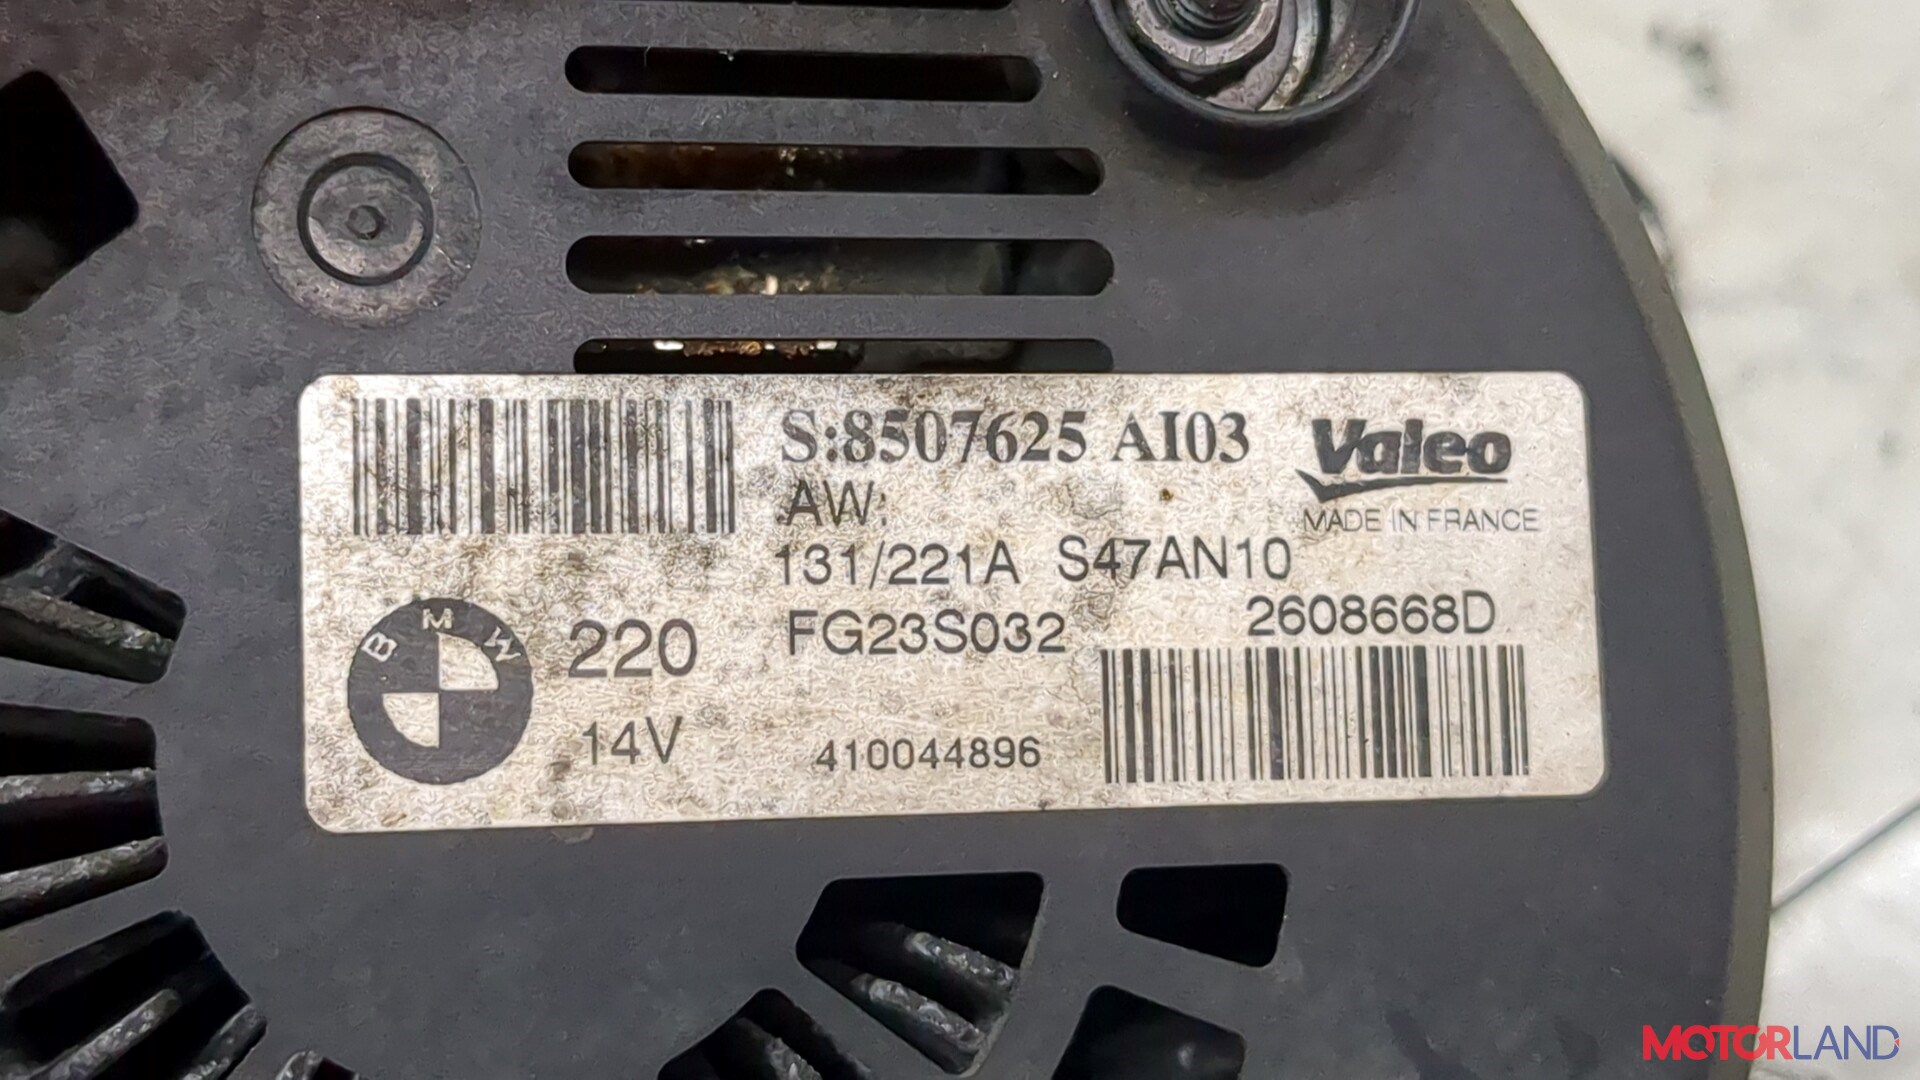 S:8507625 AI03
Valeo
AW:
MADE IN FRANCE
131/221A S47AN10
BMW
220
FG23S032
2608668D
14V
410044896
MOTORLAND